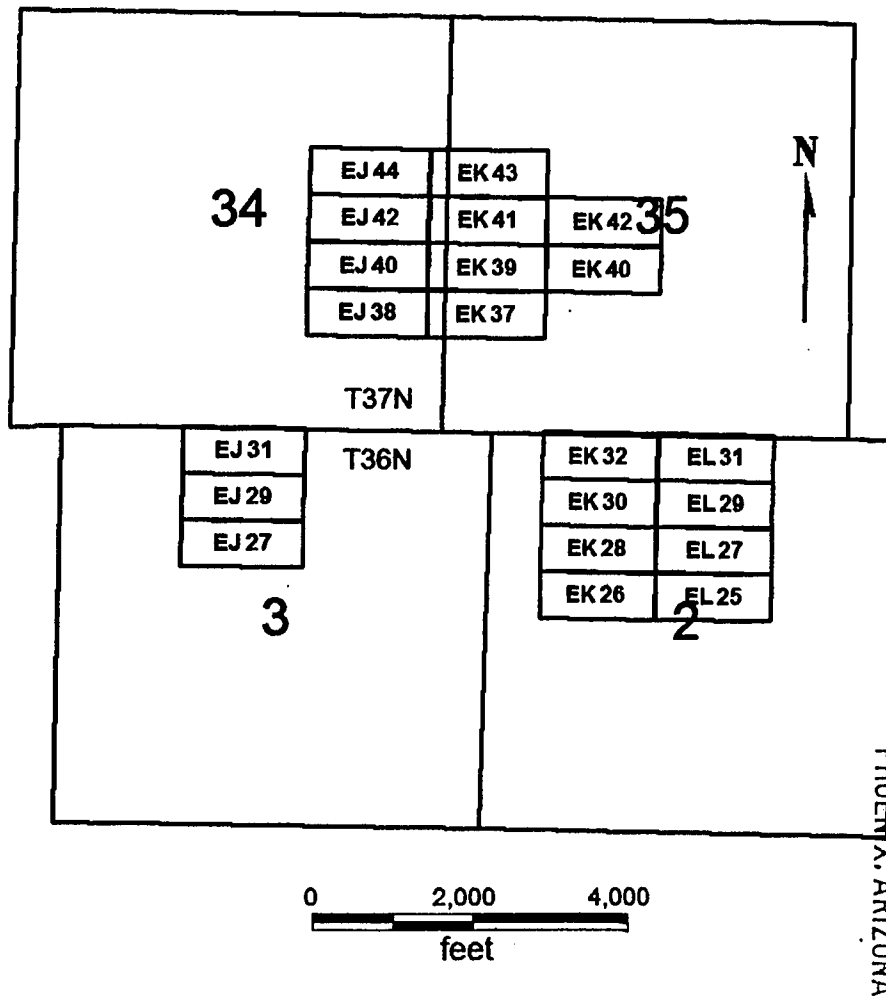 N
EJ 44 EK 43
34 EJ 42 EK 41 EK 42 35
EJ 40 EK 39 EK 40
EJ 38 EK 37
T37N
T36N
EJ 31 EK 32 EL 31
EJ 29 EK 30 EL 29
EJ 27 EK 28 EL 27
EK 26 EL 25
3 2
0 2,000 4,000
feet
PHOENIX, ARIZONA